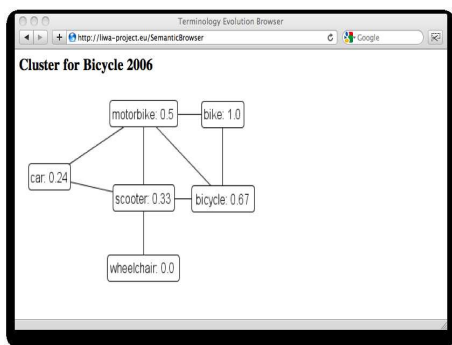 Terminology Evolution Browser
http://liwa-project.eu/SemanticBrowser
Google
Cluster for Bicycle 2006
motorbike: 0.5
bike: 1.0
car: 0.24
scooter: 0.33
bicycle: 0.67
wheelchair: 0.0